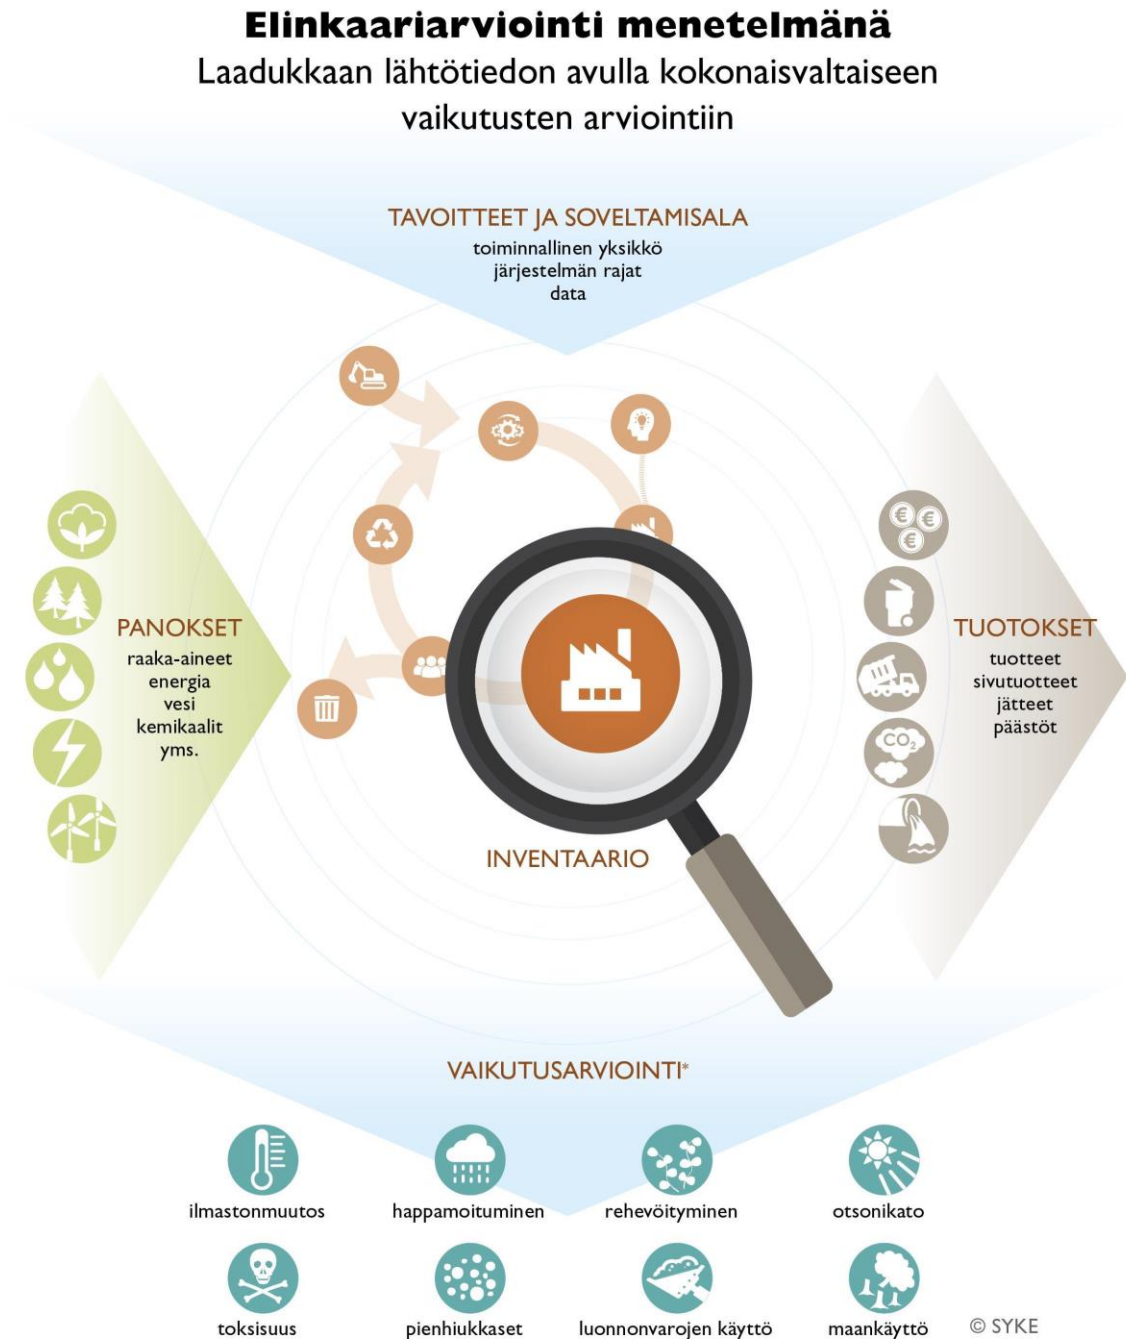 Elinkaariarviointi menetelmänä
Laadukkaan lähtötiedon avulla kokonaisvaltaiseen
vaikutusten arviointiin
TAVOITTEET JA SOVELTAMISALA
toiminnallinen yksikkö
järjestelmän rajat
data
PANOKSET
raaka-aineet
energia
vesi
kemikaalit
yms.
€ €
€
TUOTOKSET
tuotteet
sivutuotteet
jätteet
päästöt
CO₂
INVENTAARIO
VAIKUTUSARVIOINTI*
ilmastonmuutos
happamoituminen
rehevöityminen
otsonikato
toksisuus
pienhiukkaset
luonnonvarojen käyttö
maankäyttö
© SYKE